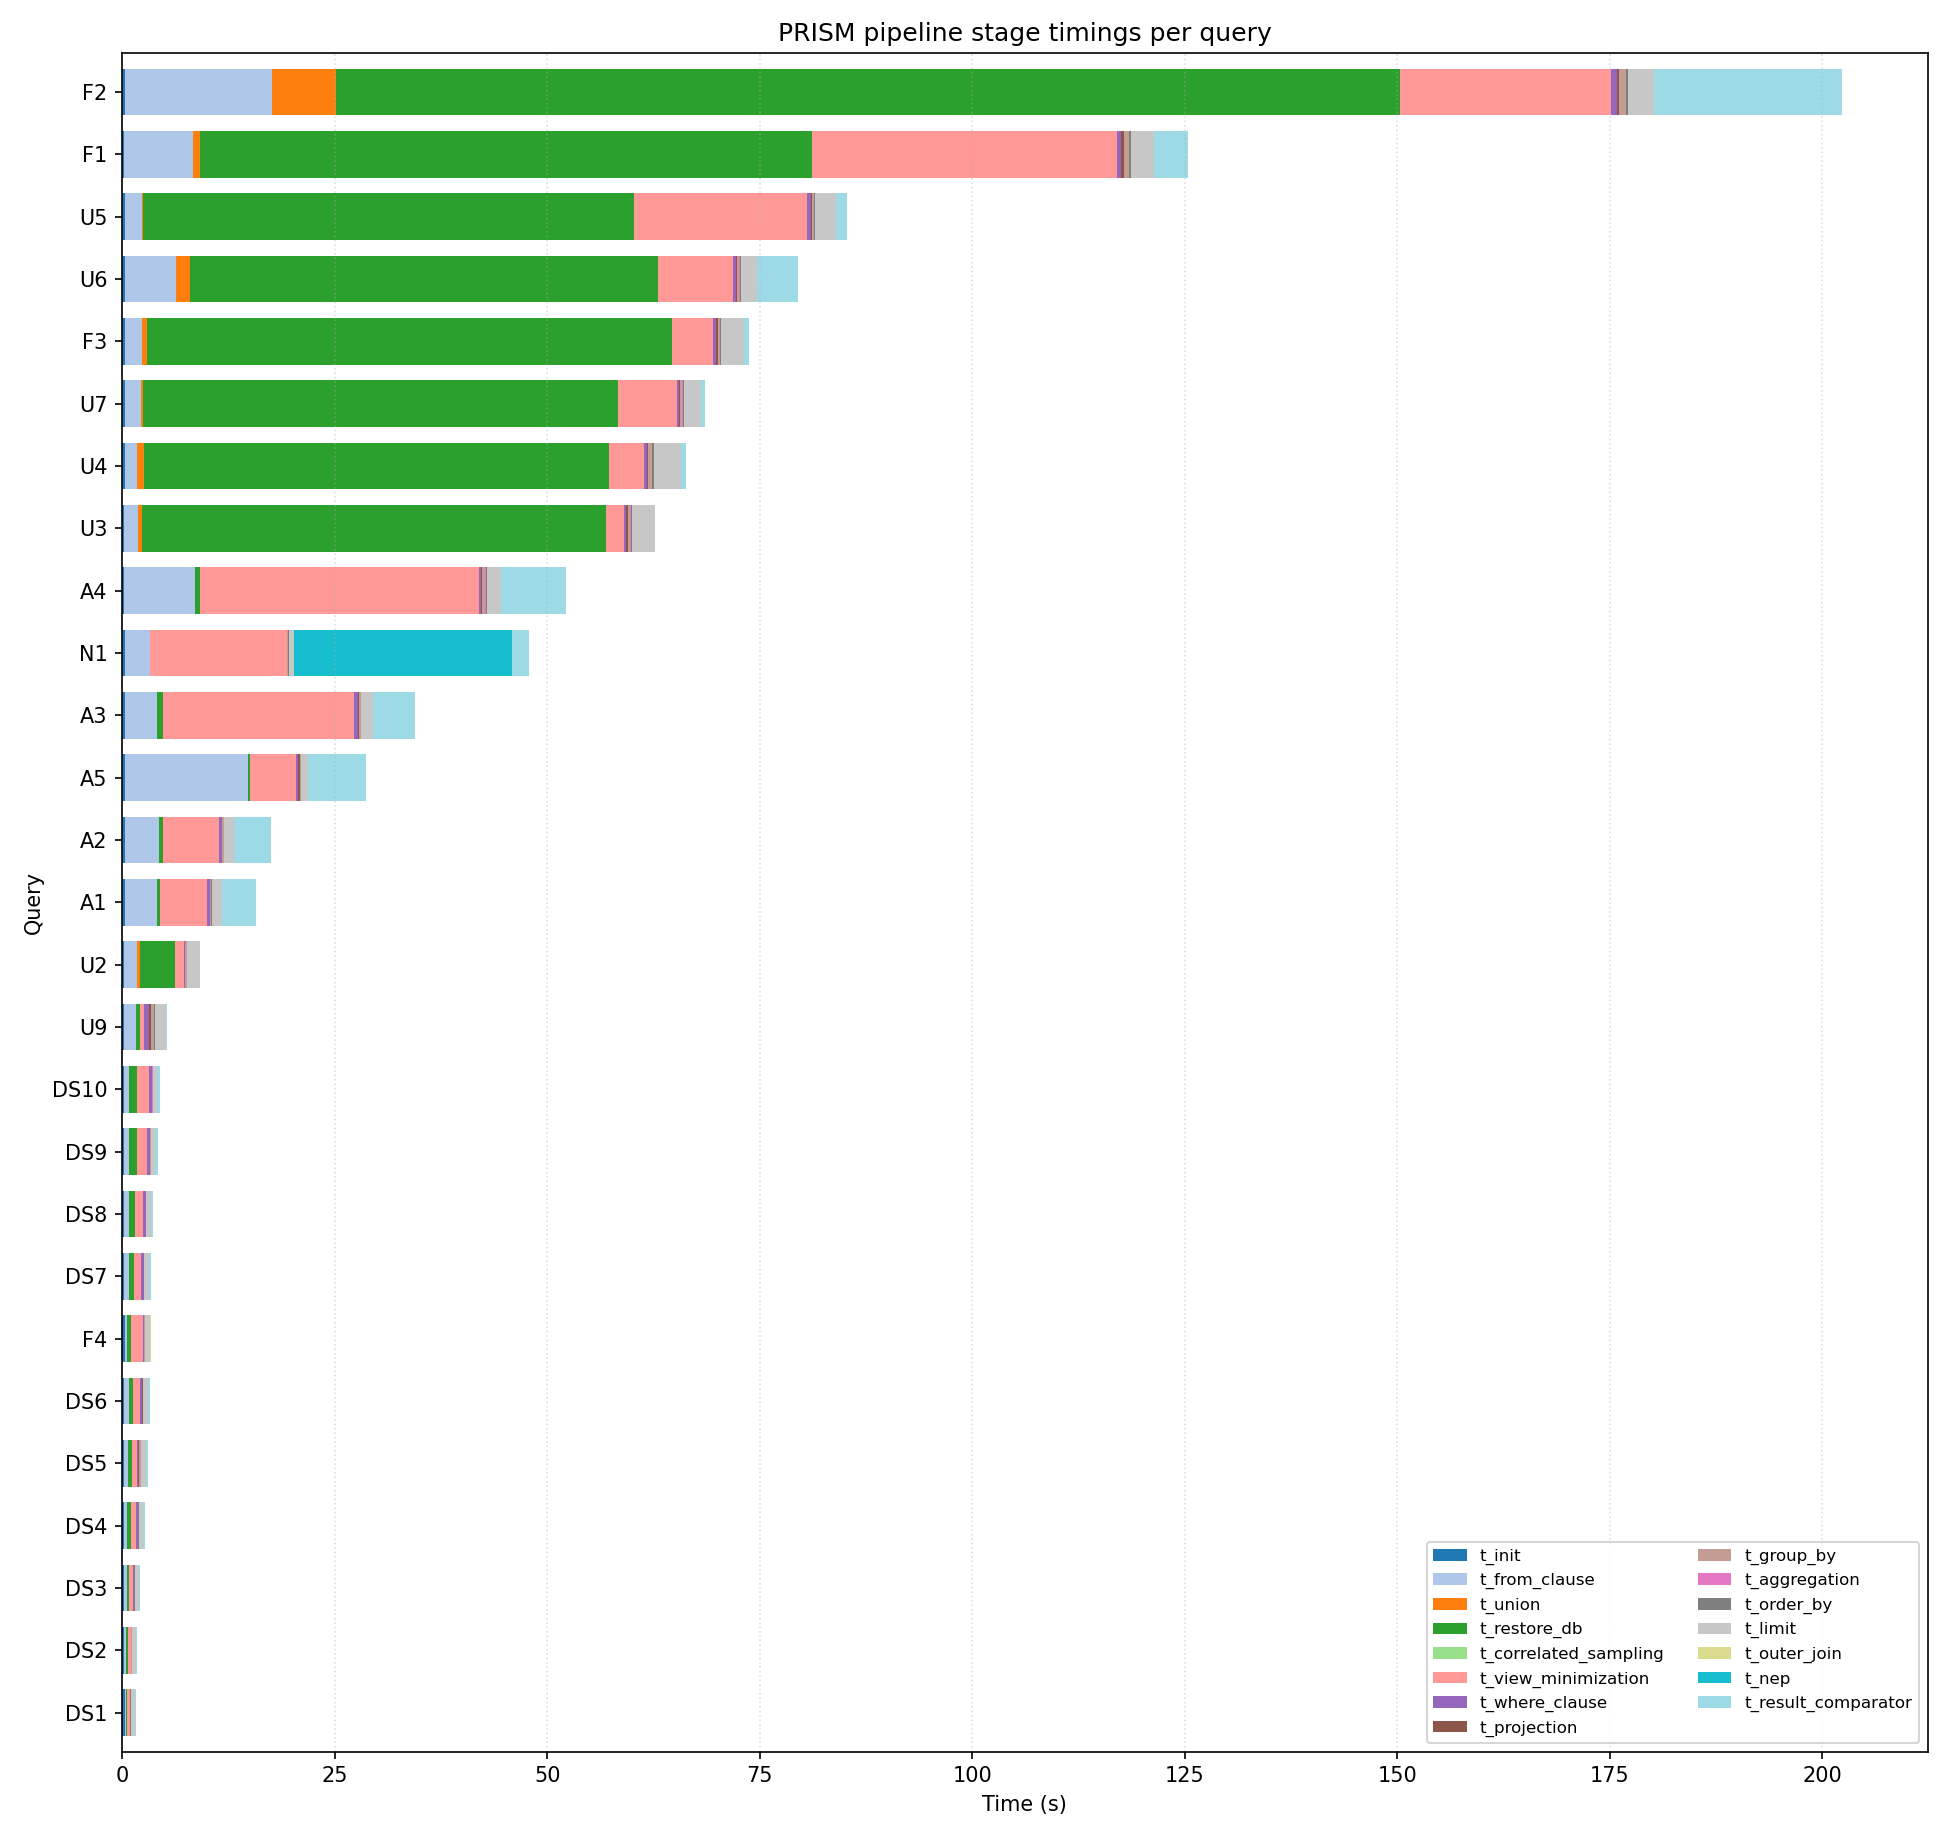 PRISM pipeline stage timings per query
F2
F1
U5
U6
F3
U7
U4
U3
A4
N1
A3
A5
A2
A1
U2
U9
DS10
DS9
DS8
DS7
F4
DS6
DS5
DS4
DS3
DS2
DS1
Query
0 25 50 75 100 125 150 175 200
Time (s)
t_init
t_from_clause
t_union
t_restore_db
t_correlated_sampling
t_view_minimization
t_where_clause
t_projection
t_group_by
t_aggregation
t_order_by
t_limit
t_outer_join
t_nep
t_result_comparator